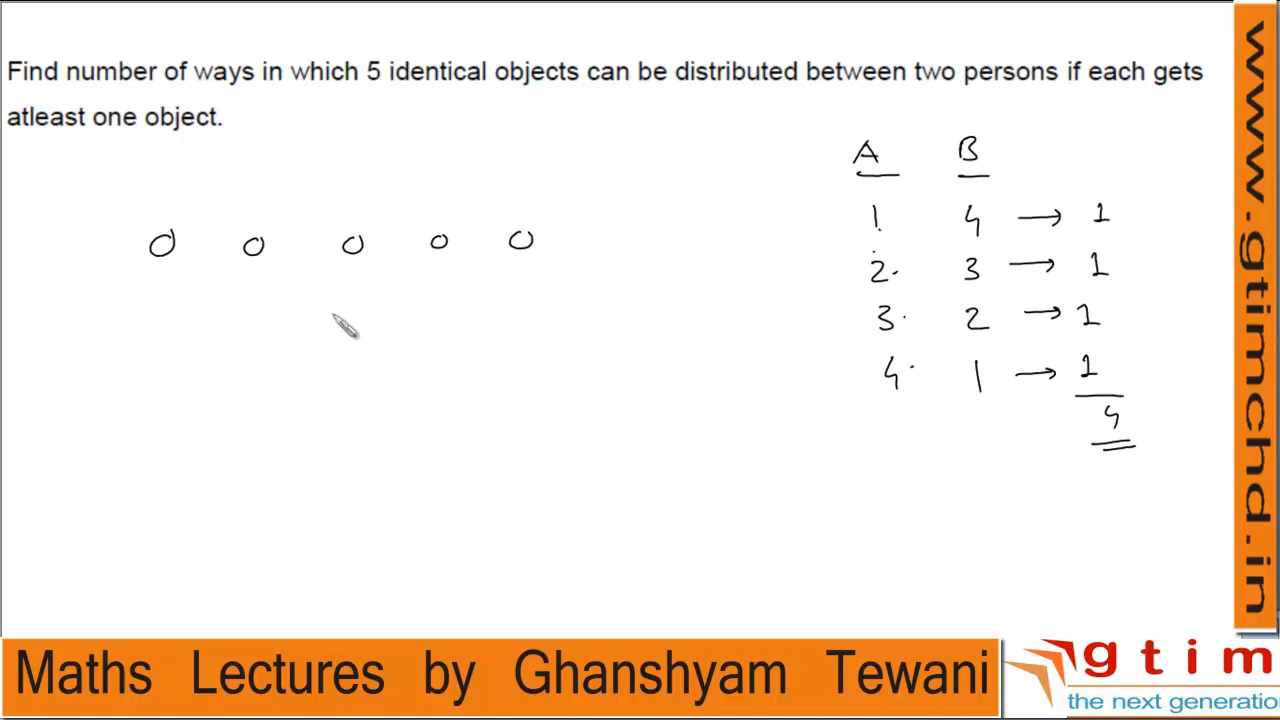 Find number of ways in which 5 identical objects can be distributed between two persons if each gets
atleast one object.
A B
1 4 → 1
2 3 → 1
3 2 → 1
4 1 → 1
4
O O O O O
www.gtimchd.in
Maths Lectures by Ghanshyam Tewani
gtim
the next generatio